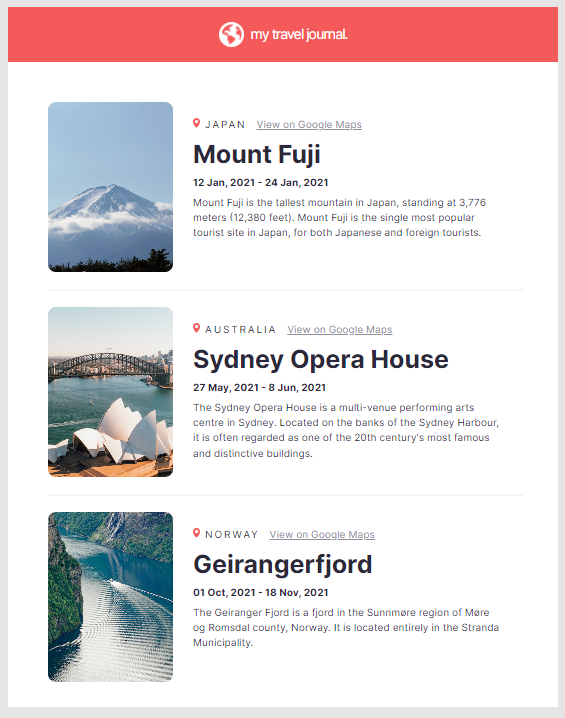 my travel journal.
JAPAN View on Google Maps
Mount Fuji
12 Jan, 2021 - 24 Jan, 2021
Mount Fuji is the tallest mountain in Japan, standing at 3,776
meters (12,380 feet). Mount Fuji is the single most popular
tourist site in Japan, for both Japanese and foreign tourists.
AUSTRALIA View on Google Maps
Sydney Opera House
27 May, 2021 - 8 Jun, 2021
The Sydney Opera House is a multi-venue performing arts
centre in Sydney. Located on the banks of the Sydney Harbour,
it is often regarded as one of the 20th century's most famous
and distinctive buildings.
NORWAY View on Google Maps
Geirangerfjord
01 Oct, 2021 - 18 Nov, 2021
The Geiranger Fjord is a fjord in the Sunnmøre region of Møre
og Romsdal county, Norway. It is located entirely in the Stranda
Municipality.